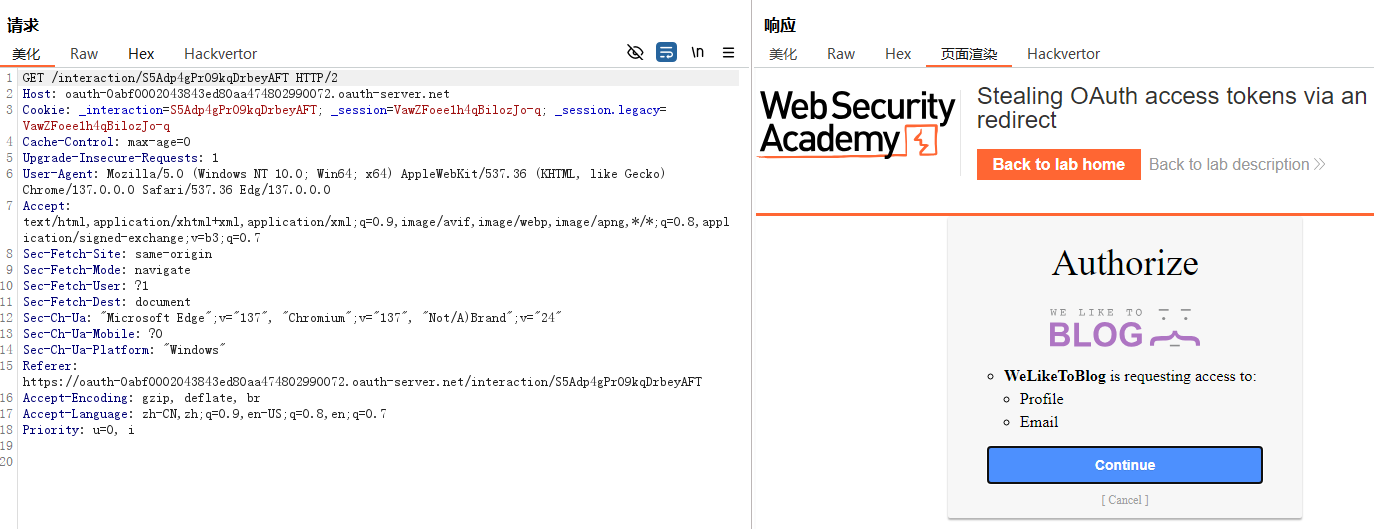 请求
美化 Raw Hex Hackvertor \n
1 GET /interaction/S5Adp4gPrO9kqDrbeyAFT HTTP/2
2 Host: oauth-0abf0002043843ed80aa474802990072.oauth-server.net
3 Cookie: _interaction=S5Adp4gPrO9kqDrbeyAFT; _session=VawZFoee1h4qBilozJo-q; _session.legacy=
VawZFoee1h4qBilozJo-q
4 Cache-Control: max-age=0
5 Upgrade-Insecure-Requests: 1
6 User-Agent: Mozilla/5.0 (Windows NT 10.0; Win64; x64) AppleWebKit/537.36 (KHTML, like Gecko)
Chrome/137.0.0.0 Safari/537.36 Edg/137.0.0.0
7 Accept:
text/html,application/xhtml+xml,application/xml;q=0.9,image/avif,image/webp,image/apng,*/*;q=0.8,appl
ication/signed-exchange;v=b3;q=0.7
8 Sec-Fetch-Site: same-origin
9 Sec-Fetch-Mode: navigate
10 Sec-Fetch-User: ?1
11 Sec-Fetch-Dest: document
12 Sec-Ch-Ua: "Microsoft Edge";v="137", "Chromium";v="137", "Not/A)Brand";v="24"
13 Sec-Ch-Ua-Mobile: ?0
14 Sec-Ch-Ua-Platform: "Windows"
15 Referer:
https://oauth-0abf0002043843ed80aa474802990072.oauth-server.net/interaction/S5Adp4gPrO9kqDrbeyAFT
16 Accept-Encoding: gzip, deflate, br
17 Accept-Language: zh-CN,zh;q=0.9,en-US;q=0.8,en;q=0.7
18 Priority: u=0, i
19
20
响应
美化 Raw Hex 页面渲染 Hackvertor
Web Security
Academy
Stealing OAuth access tokens via an
redirect
Back to lab home Back to lab description
Authorize
WE LIKE TO
BLOG
WeLikeToBlog is requesting access to:
Profile
Email
Continue
[ Cancel ]